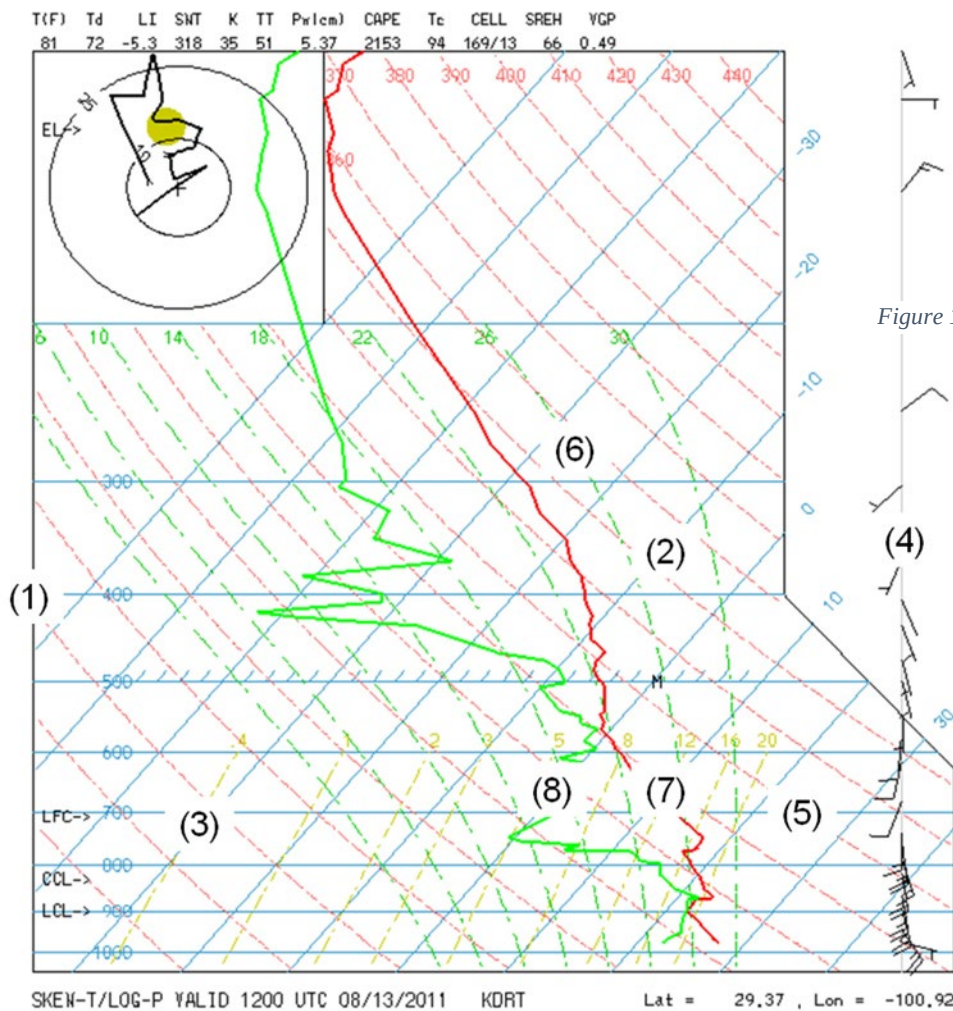 T(F) Td LI SWT K TT Pw(cm) CAPE Tc CELL SREH VGP
81 72 -5.3 318 35 51 5.37 2153 94 169/13 66 0.49
380 390 400 410 420 430 440
25
EL->
10
-30
360
-20
Figure 1
6 10 14 18 22 26 30
-10
(6)
300
0
(2)
(4)
(1)
400
10
500
M
30
.4 1 2 3 5 8 12 16 20
600
(8) (7)
LFC->
700
(3)
(5)
800
CCL->
LCL->
900
1000
SKEW-T/LOG-P VALID 1200 UTC 08/13/2011 KDRT Lat = 29.37 , Lon = -100.92